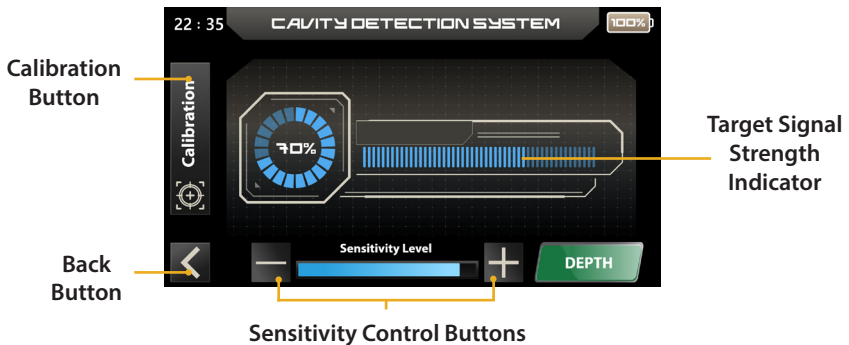 22 : 35
CAVITY DETECTION SYSTEM
100%
Calibration
Button
Calibration
70%
Target Signal
Strength
Indicator
Back
Button
Sensitivity Level
DEPTH
Sensitivity Control Buttons